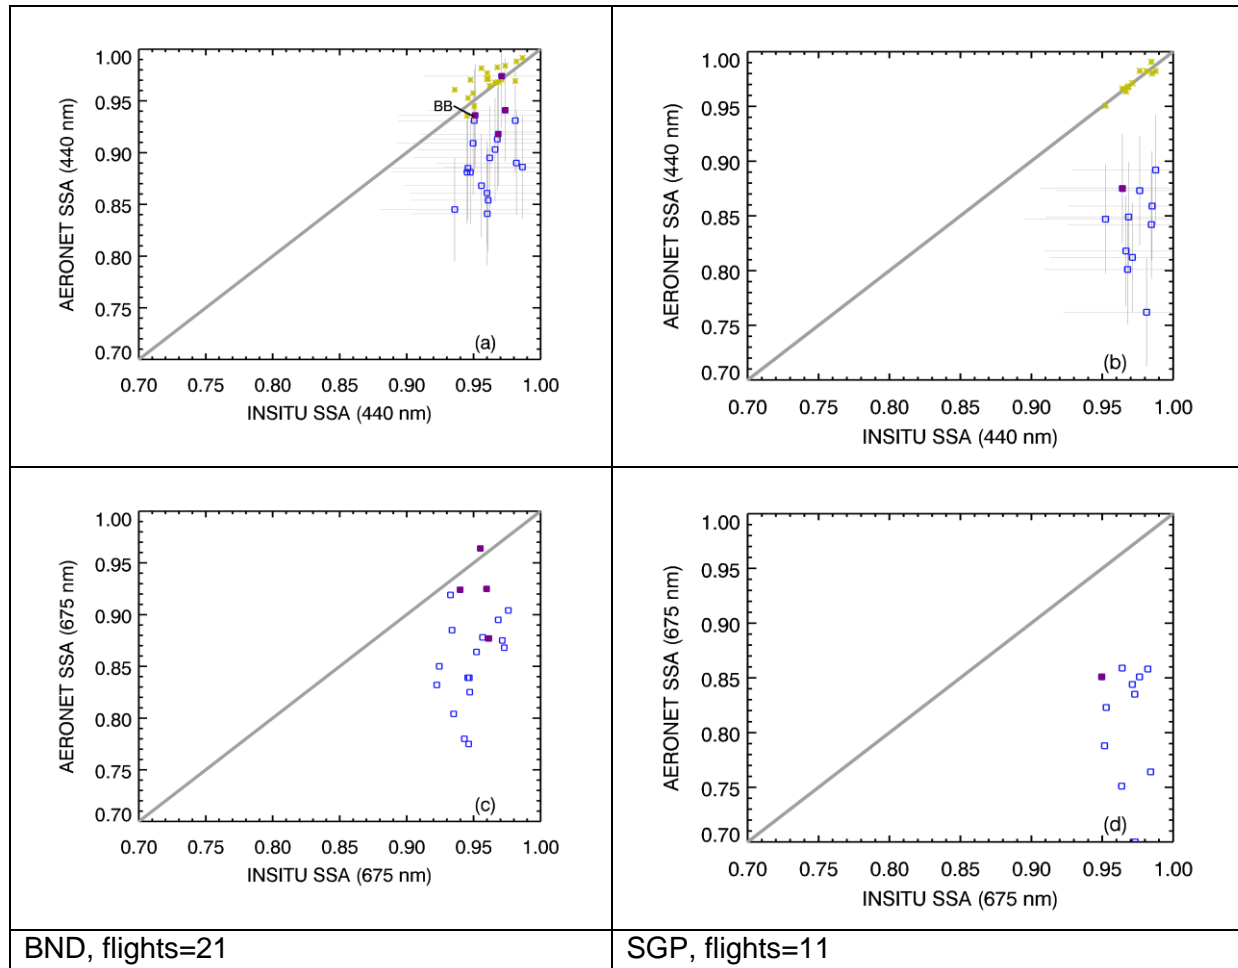 1.00
0.95
0.90
0.85
0.80
0.75
0.70
AERONET SSA (440 nm)
BB
(a)
0.70 0.75 0.80 0.85 0.90 0.95 1.00
INSITU SSA (440 nm)
1.00
0.95
0.90
0.85
0.80
0.75
0.70
AERONET SSA (440 nm)
(b)
0.70 0.75 0.80 0.85 0.90 0.95 1.00
INSITU SSA (440 nm)
1.00
0.95
0.90
0.85
0.80
0.75
0.70
AERONET SSA (675 nm)
(c)
0.70 0.75 0.80 0.85 0.90 0.95 1.00
INSITU SSA (675 nm)
1.00
0.95
0.90
0.85
0.80
0.75
0.70
AERONET SSA (675 nm)
(d)
0.70 0.75 0.80 0.85 0.90 0.95 1.00
INSITU SSA (675 nm)
BND, flights=21
SGP, flights=11